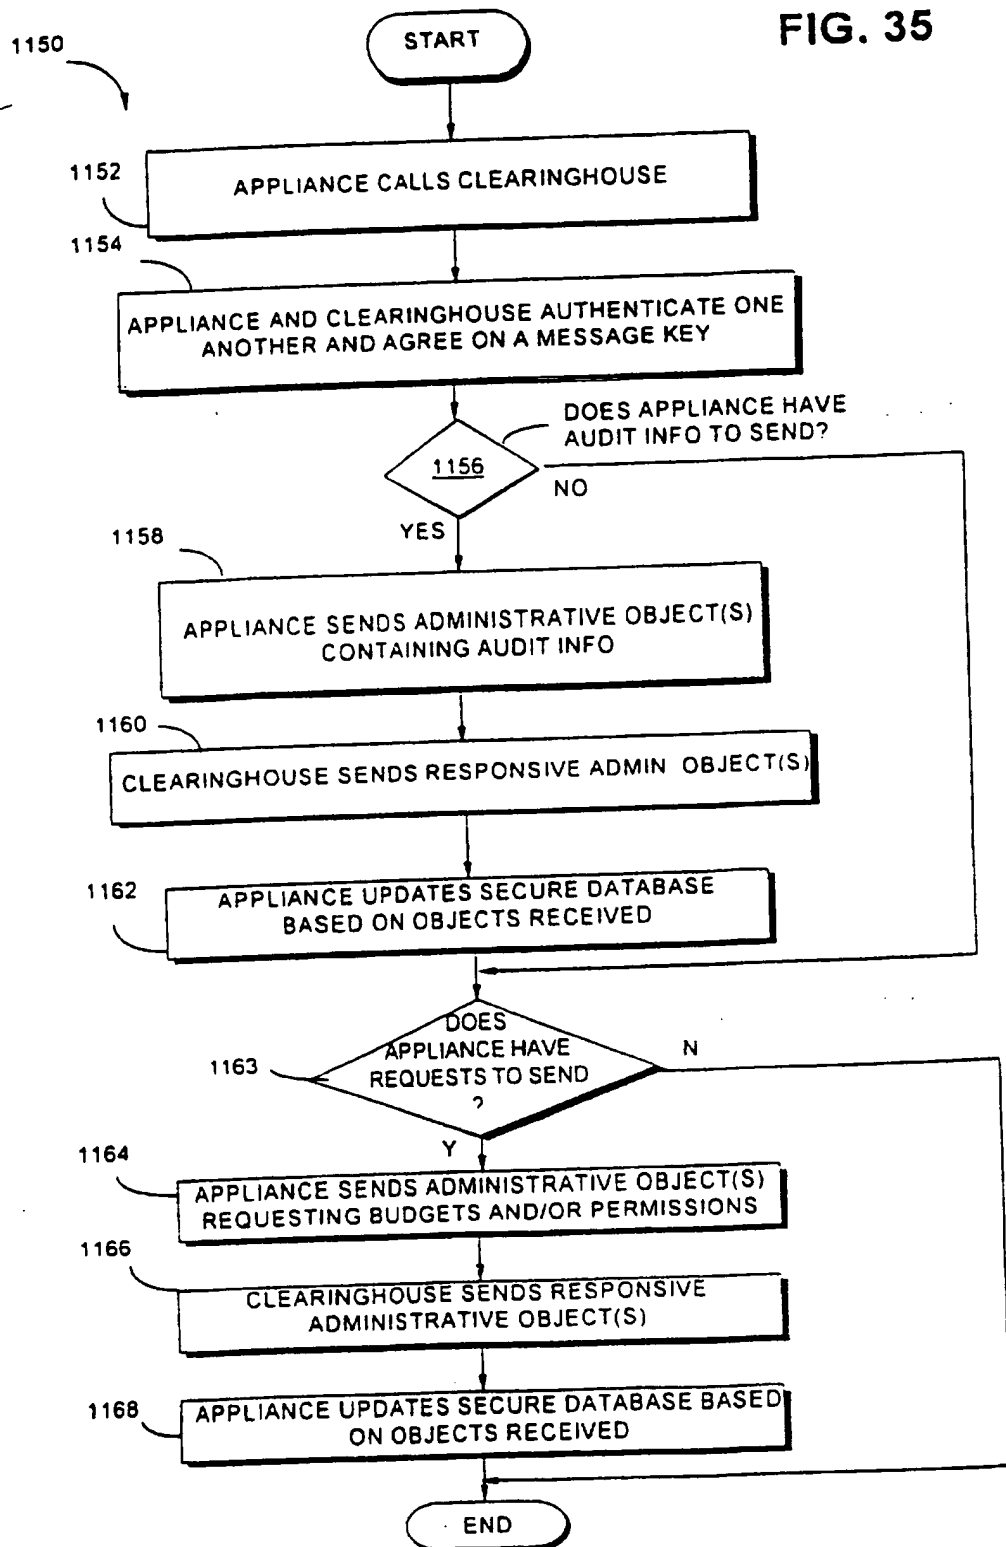 FIG. 35
1150
START
1152
APPLIANCE CALLS CLEARINGHOUSE
1154
APPLIANCE AND CLEARINGHOUSE AUTHENTICATE ONE
ANOTHER AND AGREE ON A MESSAGE KEY
DOES APPLIANCE HAVE
AUDIT INFO TO SEND?
1156
NO
YES
1158
APPLIANCE SENDS ADMINISTRATIVE OBJECT(S)
CONTAINING AUDIT INFO
1160
CLEARINGHOUSE SENDS RESPONSIVE ADMIN OBJECT(S)
1162
APPLIANCE UPDATES SECURE DATABASE
BASED ON OBJECTS RECEIVED
1163
DOES
APPLIANCE HAVE
REQUESTS TO SEND
?
N
Y
1164
APPLIANCE SENDS ADMINISTRATIVE OBJECT(S)
REQUESTING BUDGETS AND/OR PERMISSIONS
1166
CLEARINGHOUSE SENDS RESPONSIVE
ADMINISTRATIVE OBJECT(S)
1168
APPLIANCE UPDATES SECURE DATABASE BASED
ON OBJECTS RECEIVED
END